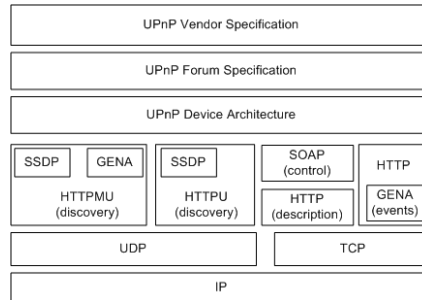 UPnP Vendor Specification
UPnP Forum Specification
UPnP Device Architecture
SSDP
GENA
HTTPMU
(discovery)
SSDP
HTTPU
(discovery)
SOAP
(control)
HTTP
(description)
HTTP
GENA
(events)
UDP
TCP
IP